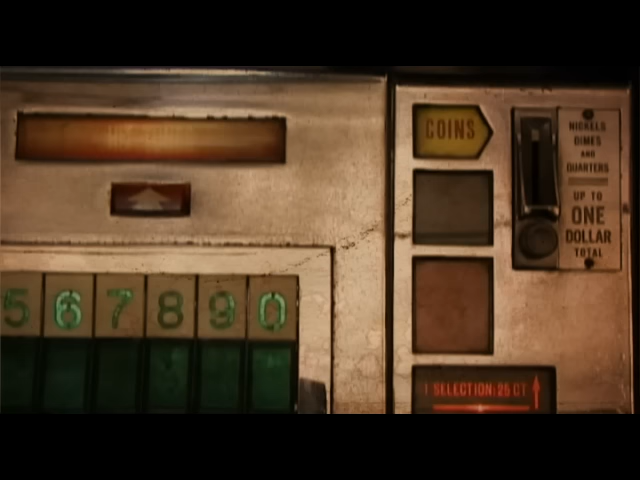 COINS
NICKELS
DIMES
AND
QUARTERS
UP TO
ONE
DOLLAR
TOTAL
5 6 7 8 9 0
1 SELECTION: 25 CT